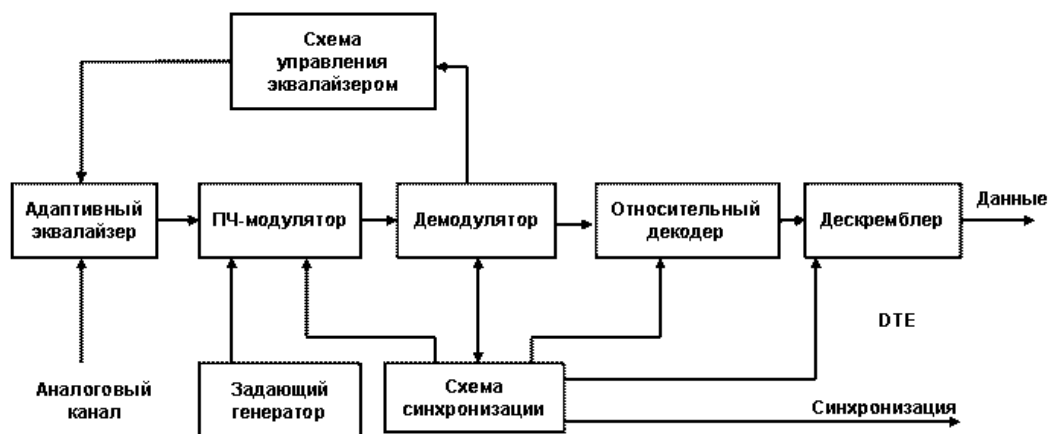 Схема
управления
эквалайзером
Адаптивный
эквалайзер
ПЧ-модулятор
Демодулятор
Относительный
декодер
Дескремблер
Данные
DTE
Аналоговый
канал
Задающий
генератор
Схема
синхронизации
Синхронизация